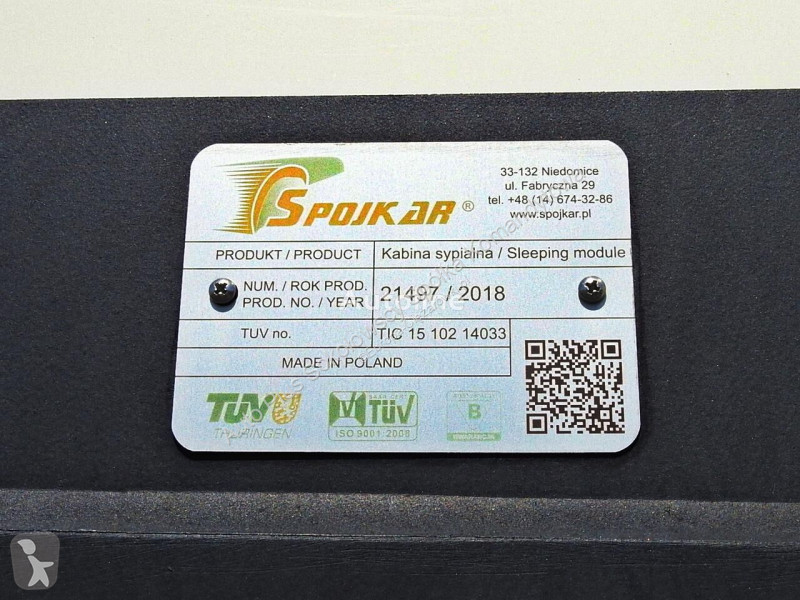 SPOJKAR ®
33-132 Niedomice
ul. Fabryczna 29
tel. +48 (14) 674-32-86
www.spojkar.pl
PRODUKT / PRODUCT
Kabina sypialna / Sleeping module
NUM. / ROK PROD.
PROD. NO. / YEAR
21497 / 2018
TUV no.
TIC 15 102 14033
MADE IN POLAND
TÜV
THÜRINGEN
TÜV
ISO 9001:2008
B